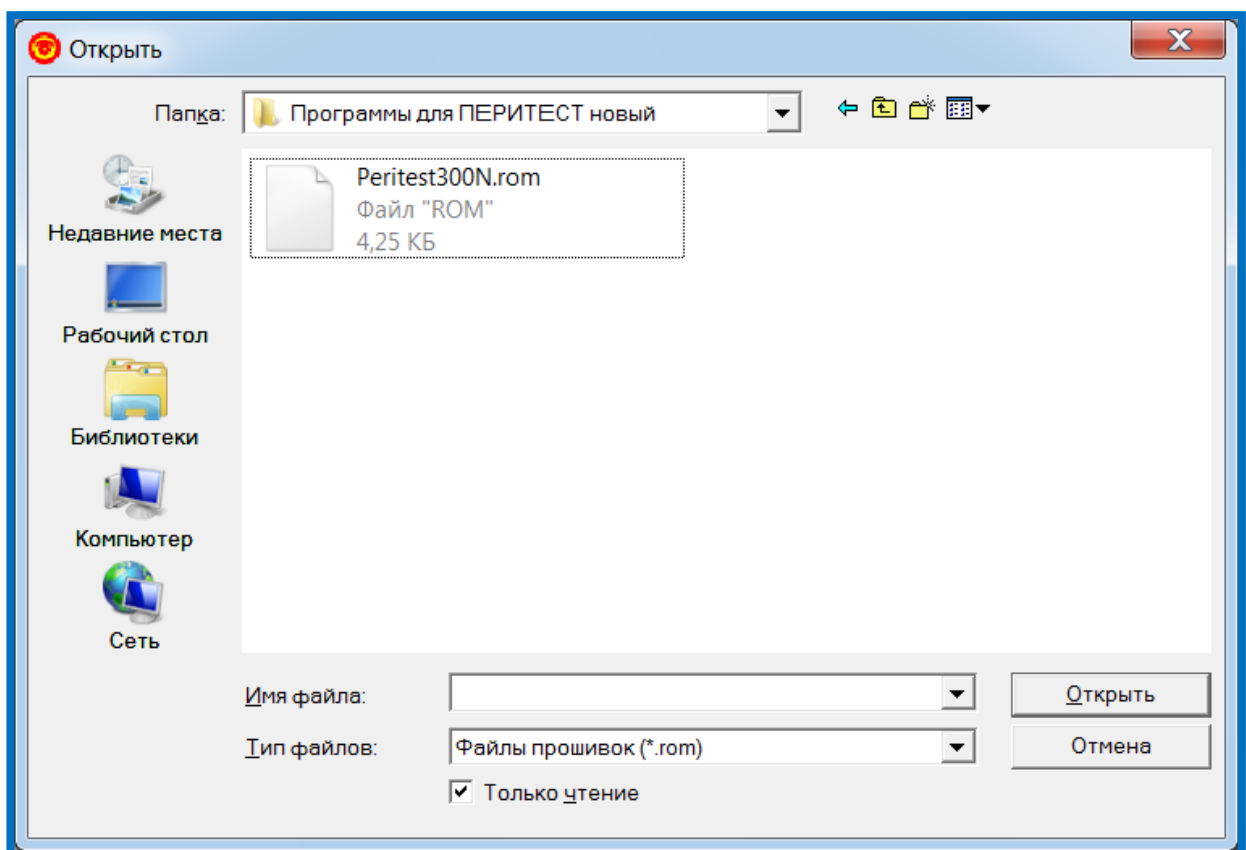 Открыть
Папка: Программы для ПЕРИТЕСТ новый
Peritest300N.rom
Файл "ROM"
4,25 КБ
Недавние места
Рабочий стол
Библиотеки
Компьютер
Сеть
Имя файла: Открыть
Тип файлов: Файлы прошивок (*.rom) Отмена
Только чтение